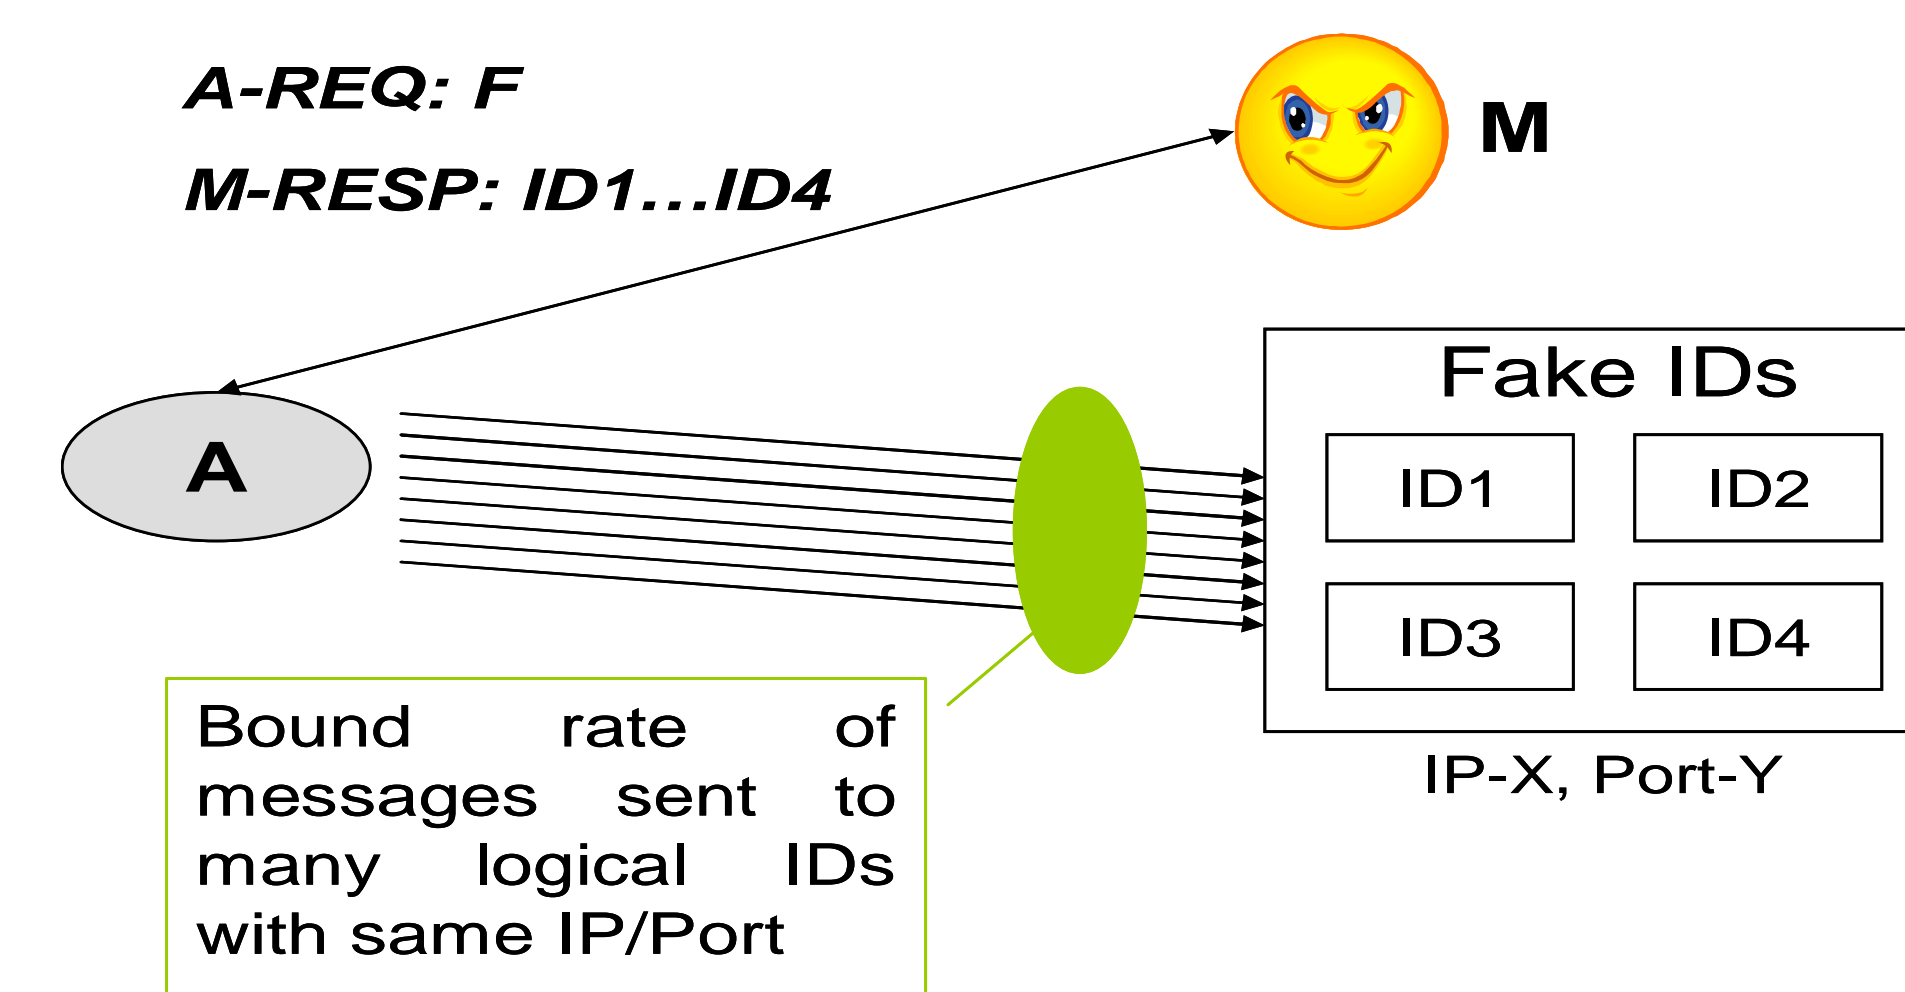 A-REQ: F
M-RESP: ID1...ID4
M
A
Fake IDs
ID1 ID2
ID3 ID4
IP-X, Port-Y
Bound rate of
messages sent to
many logical IDs
with same IP/Port